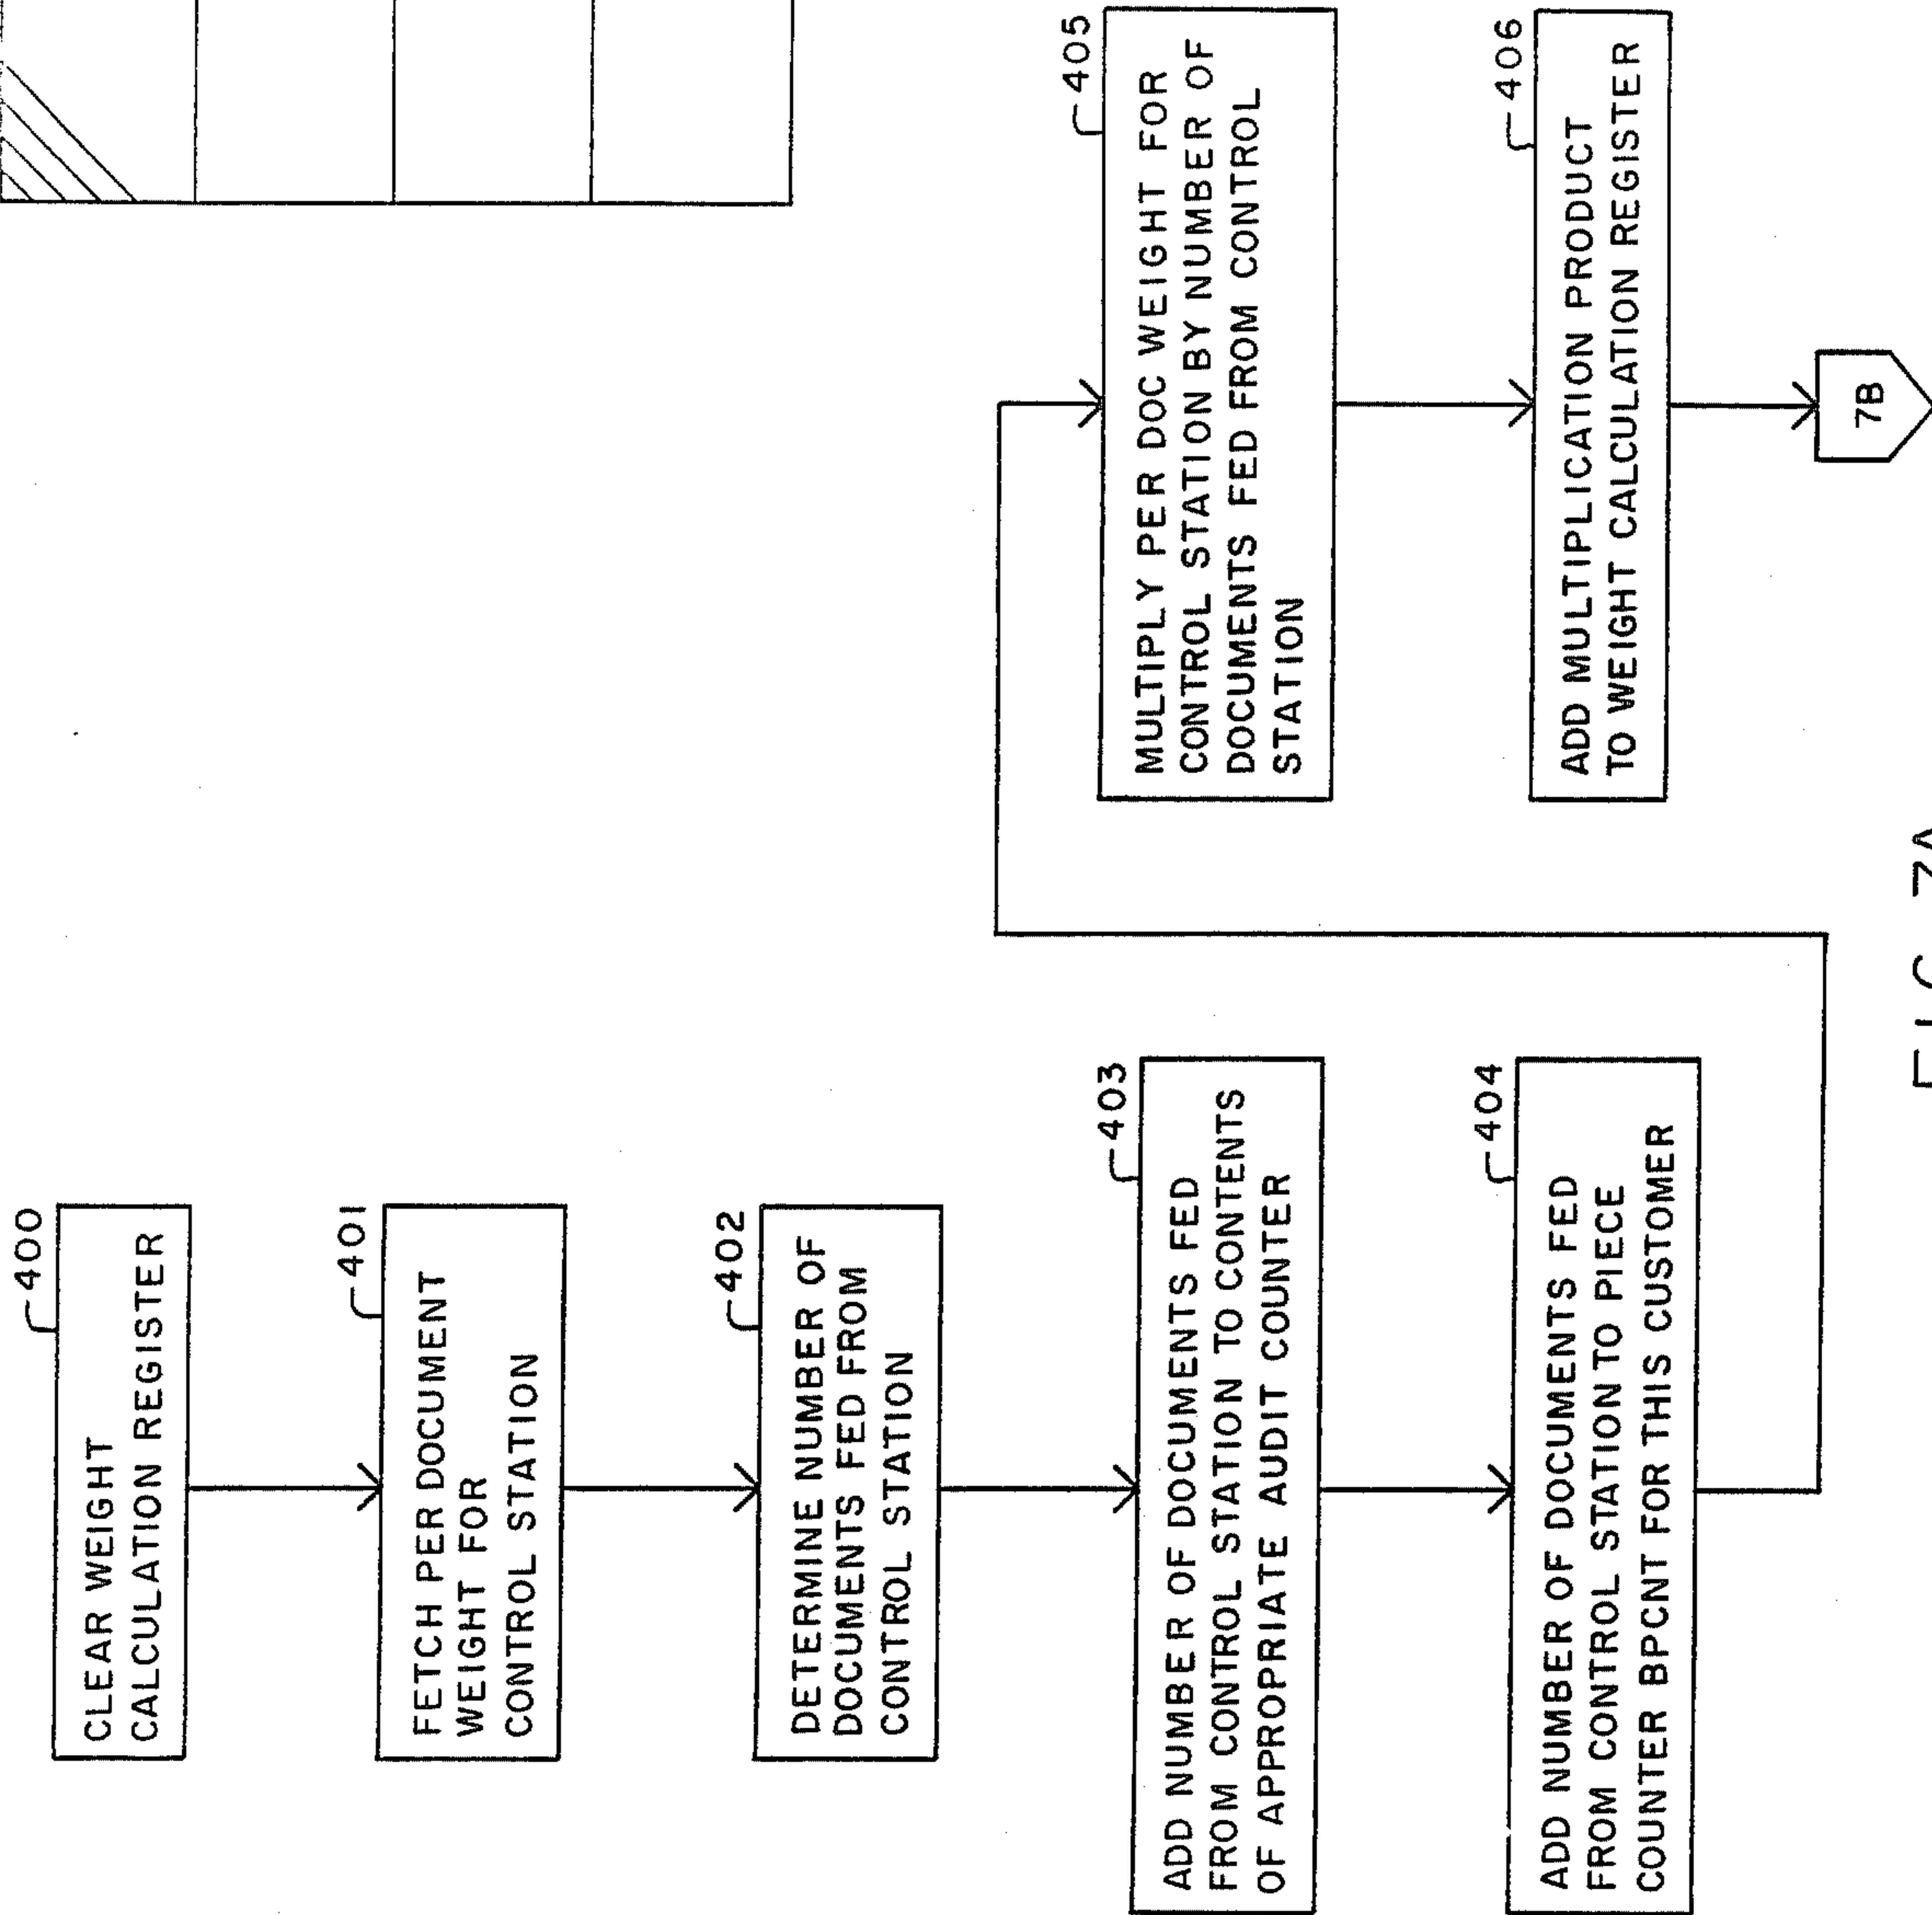 400
CLEAR WEIGHT
CALCULATION REGISTER
401
FETCH PER DOCUMENT
WEIGHT FOR
CONTROL STATION
402
DETERMINE NUMBER OF
DOCUMENTS FED FROM
CONTROL STATION
403
ADD NUMBER OF DOCUMENTS FED
FROM CONTROL STATION TO CONTENTS
OF APPROPRIATE AUDIT COUNTER
404
ADD NUMBER OF DOCUMENTS FED
FROM CONTROL STATION TO PIECE
COUNTER BPCNT FOR THIS CUSTOMER
405
MULTIPLY PER DOC WEIGHT FOR
CONTROL STATION BY NUMBER OF
DOCUMENTS FED FROM CONTROL
STATION
406
ADD MULTIPLICATION PRODUCT
TO WEIGHT CALCULATION REGISTER
7B